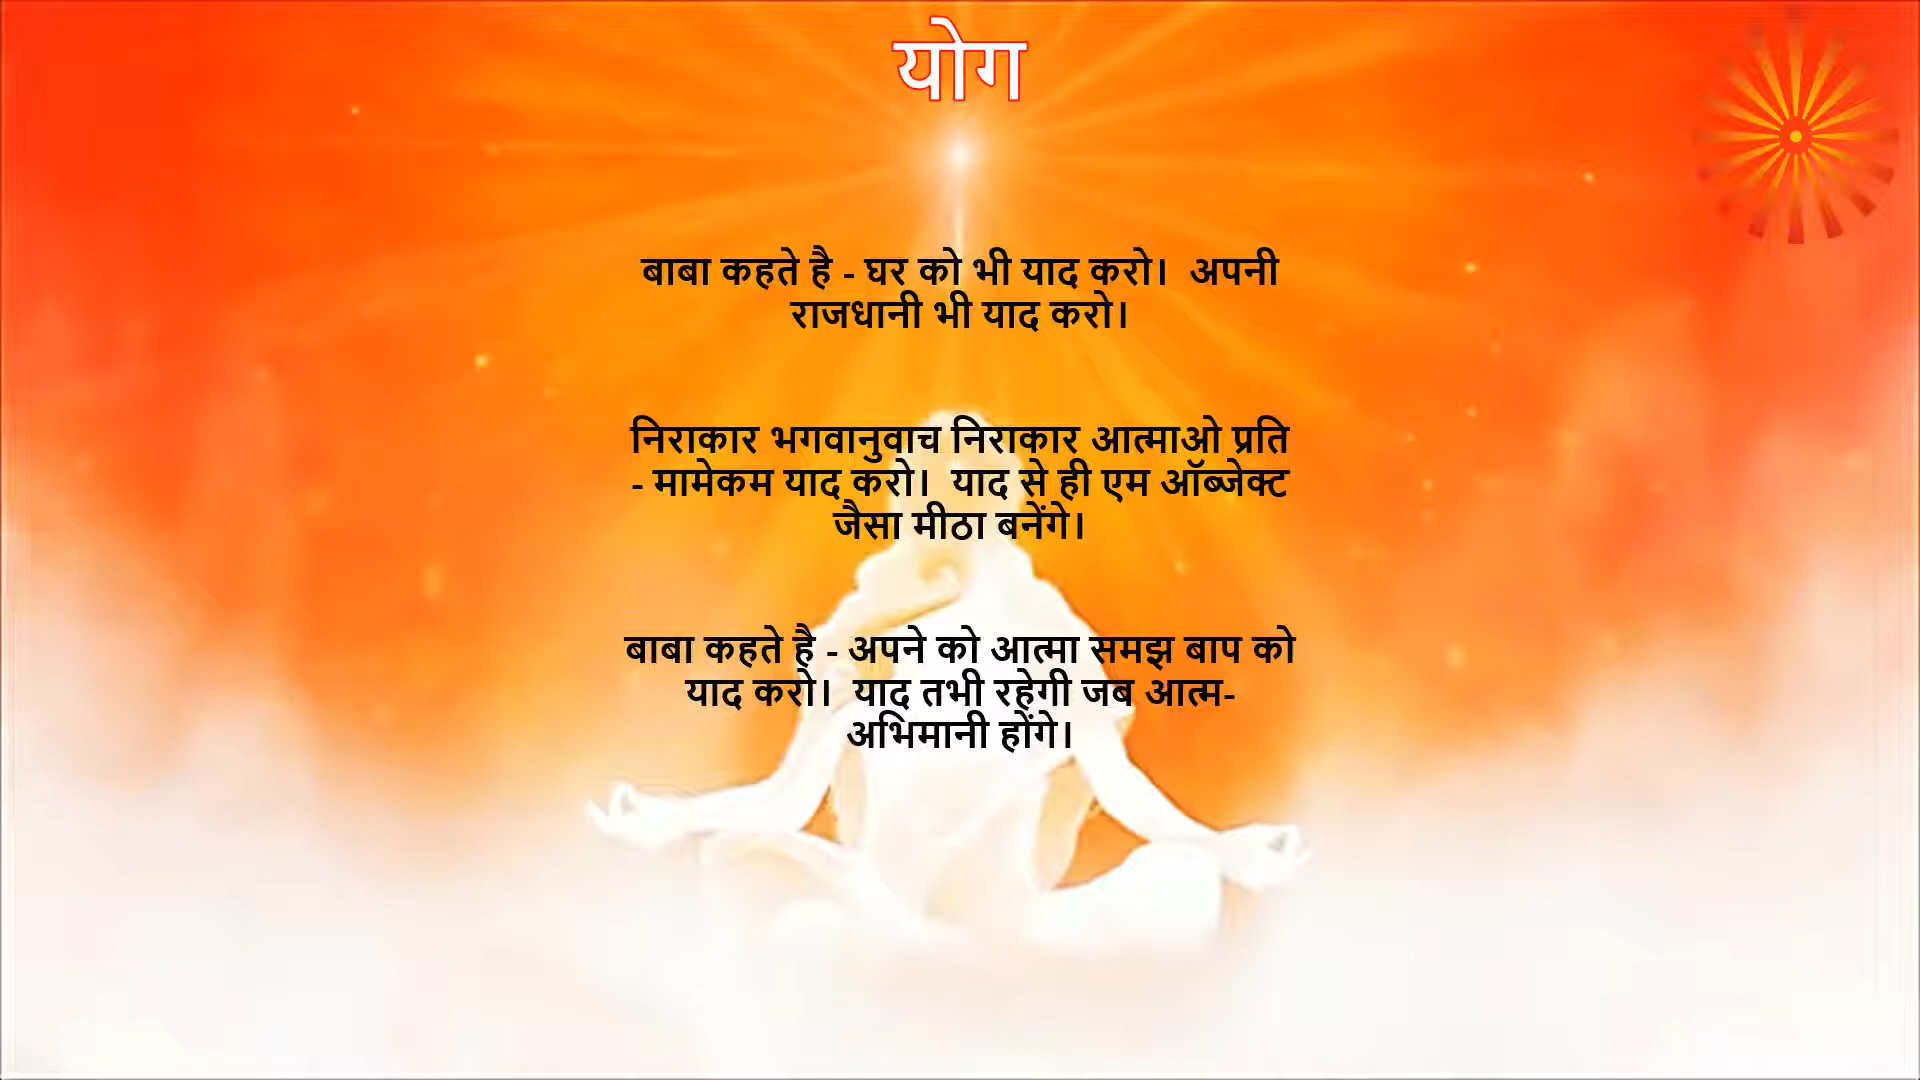 योग
बाबा कहते है - घर को भी याद करो।  अपनी
राजधानी भी याद करो।
निराकार भगवानुवाच निराकार आत्माओ प्रति
- मामेकम याद करो।  याद से ही एम ऑब्जेक्ट
जैसा मीठा बनेंगे।
बाबा कहते है - अपने को आत्मा समझ बाप को
याद करो।  याद तभी रहेगी जब आत्म-
अभिमानी होंगे।